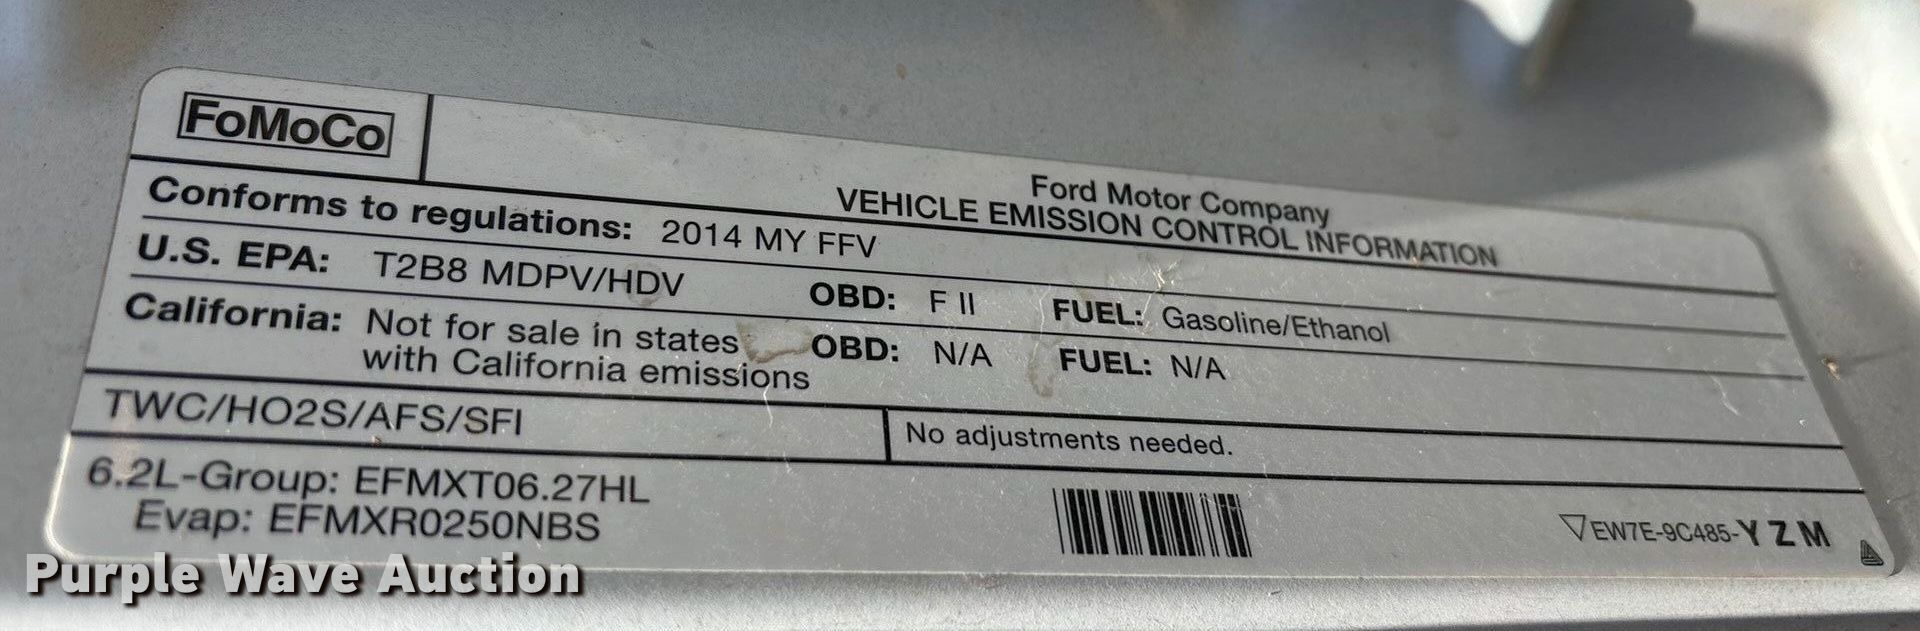 FoMoCo
Ford Motor Company
VEHICLE EMISSION CONTROL INFORMATION
Conforms to regulations: 2014 MY FFV
U.S. EPA: T2B8 MDPV/HDV OBD: F II FUEL: Gasoline/Ethanol
California: Not for sale in states OBD: N/A FUEL: N/A
with California emissions
TWC/HO2S/AFS/SFI
No adjustments needed.
6.2L-Group: EFMXT06.27HL
Evap: EFMXR0250NBS
EW7E-9C485-YZM
Purple Wave Auction